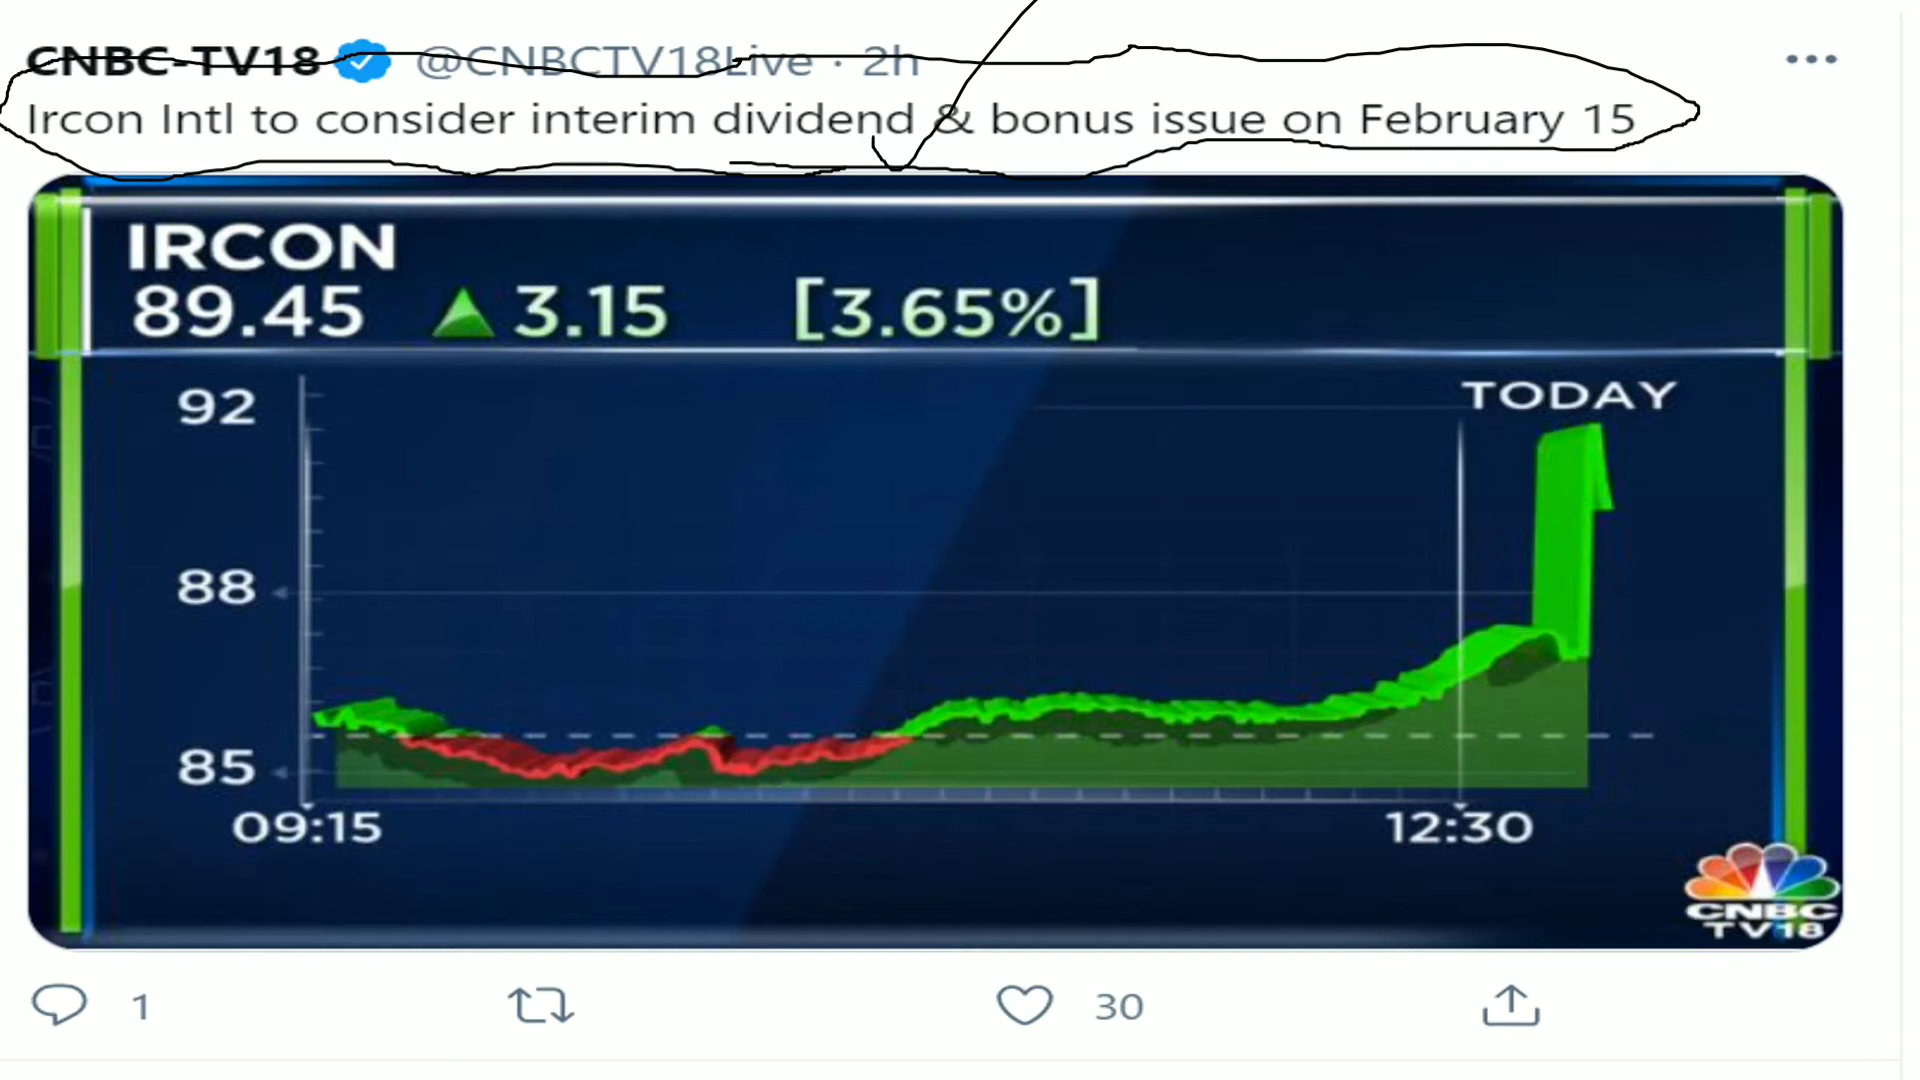 CNBC-TV18 @CNBCTV18Live · 2h
Ircon Intl to consider interim dividend & bonus issue on February 15
IRCON
89.45 ▲ 3.15 [3.65%]
TODAY
92
88
85
09:15 12:30
CNBC
TV18
1 30